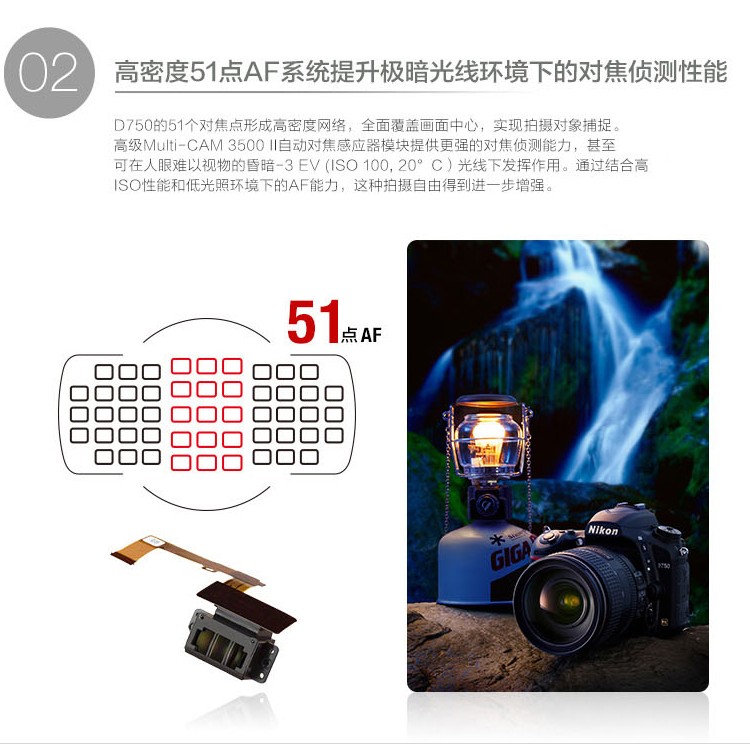 02
高密度51点AF系统提升极暗光线环境下的对焦侦测性能
D750的51个对焦点形成高密度网络，全面覆盖画面中心，实现拍摄对象捕捉。
高级Multi-CAM 3500 II自动对焦感应器模块提供更强的对焦侦测能力，甚至
可在人眼难以视物的昏暗-3 EV (ISO 100, 20° C ) 光线下发挥作用。通过结合高
ISO性能和低光照环境下的AF能力，这种拍摄自由得到进一步增强。
51点 AF
GIGA
Nikon
D750